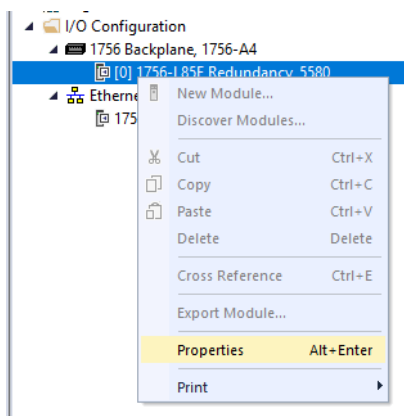 I/O Configuration
1756 Backplane, 1756-A4
[0] 1756-L85E Redundancy_5580
Etherne
175
New Module...
Discover Modules...
Cut Ctrl+X
Copy Ctrl+C
Paste Ctrl+V
Delete Delete
Cross Reference Ctrl+E
Export Module...
Properties Alt+Enter
Print